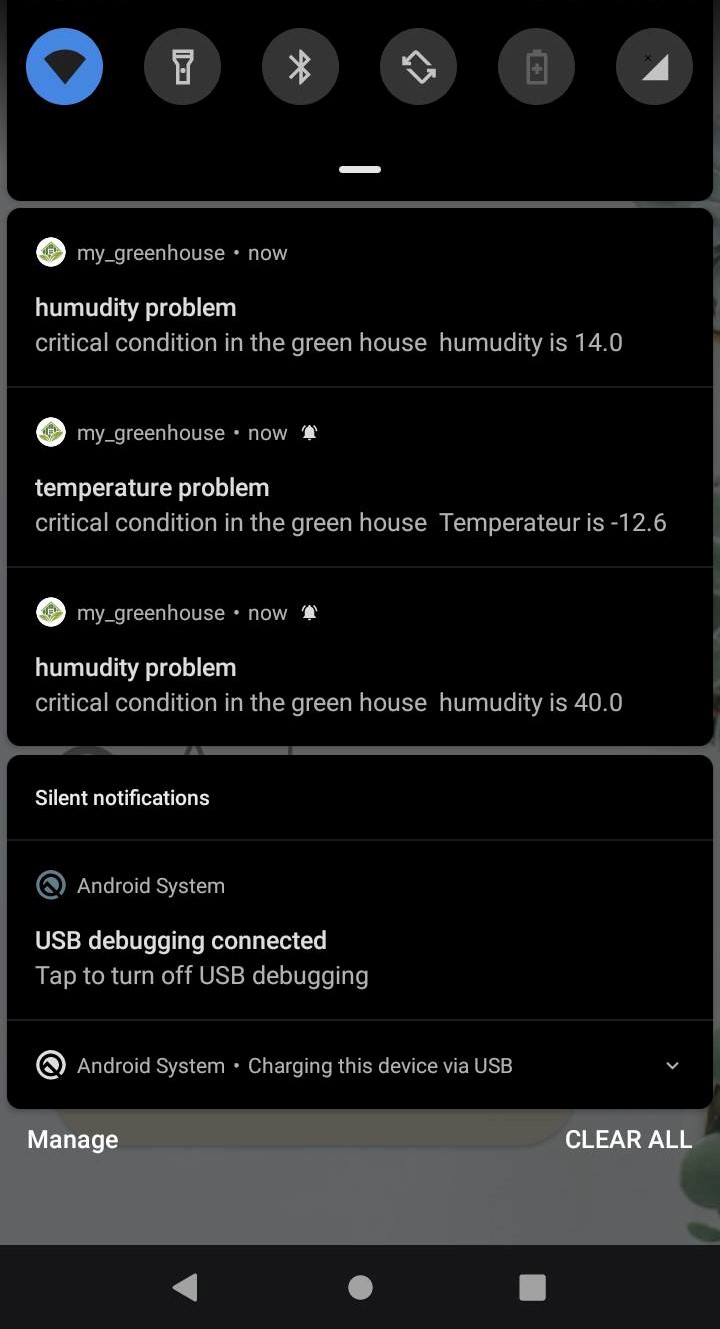 my_greenhouse • now
humudity problem
critical condition in the green house  humudity is 14.0
my_greenhouse • now
temperature problem
critical condition in the green house  Temperateur is -12.6
my_greenhouse • now
humudity problem
critical condition in the green house  humudity is 40.0
Silent notifications
Android System
USB debugging connected
Tap to turn off USB debugging
Android System • Charging this device via USB
Manage
CLEAR ALL